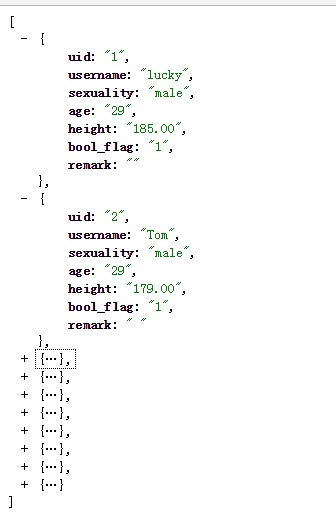 [
- {
uid: "1",
username: "lucky",
sexuality: "male",
age: "29",
height: "185.00",
bool_flag: "1",
remark: ""
},
- {
uid: "2",
username: "Tom",
sexuality: "male",
age: "29",
height: "179.00",
bool_flag: "1",
remark: " "
},
+ {…},
+ {…},
+ {…},
+ {…},
+ {…},
+ {…},
+ {…},
+ {…}
]